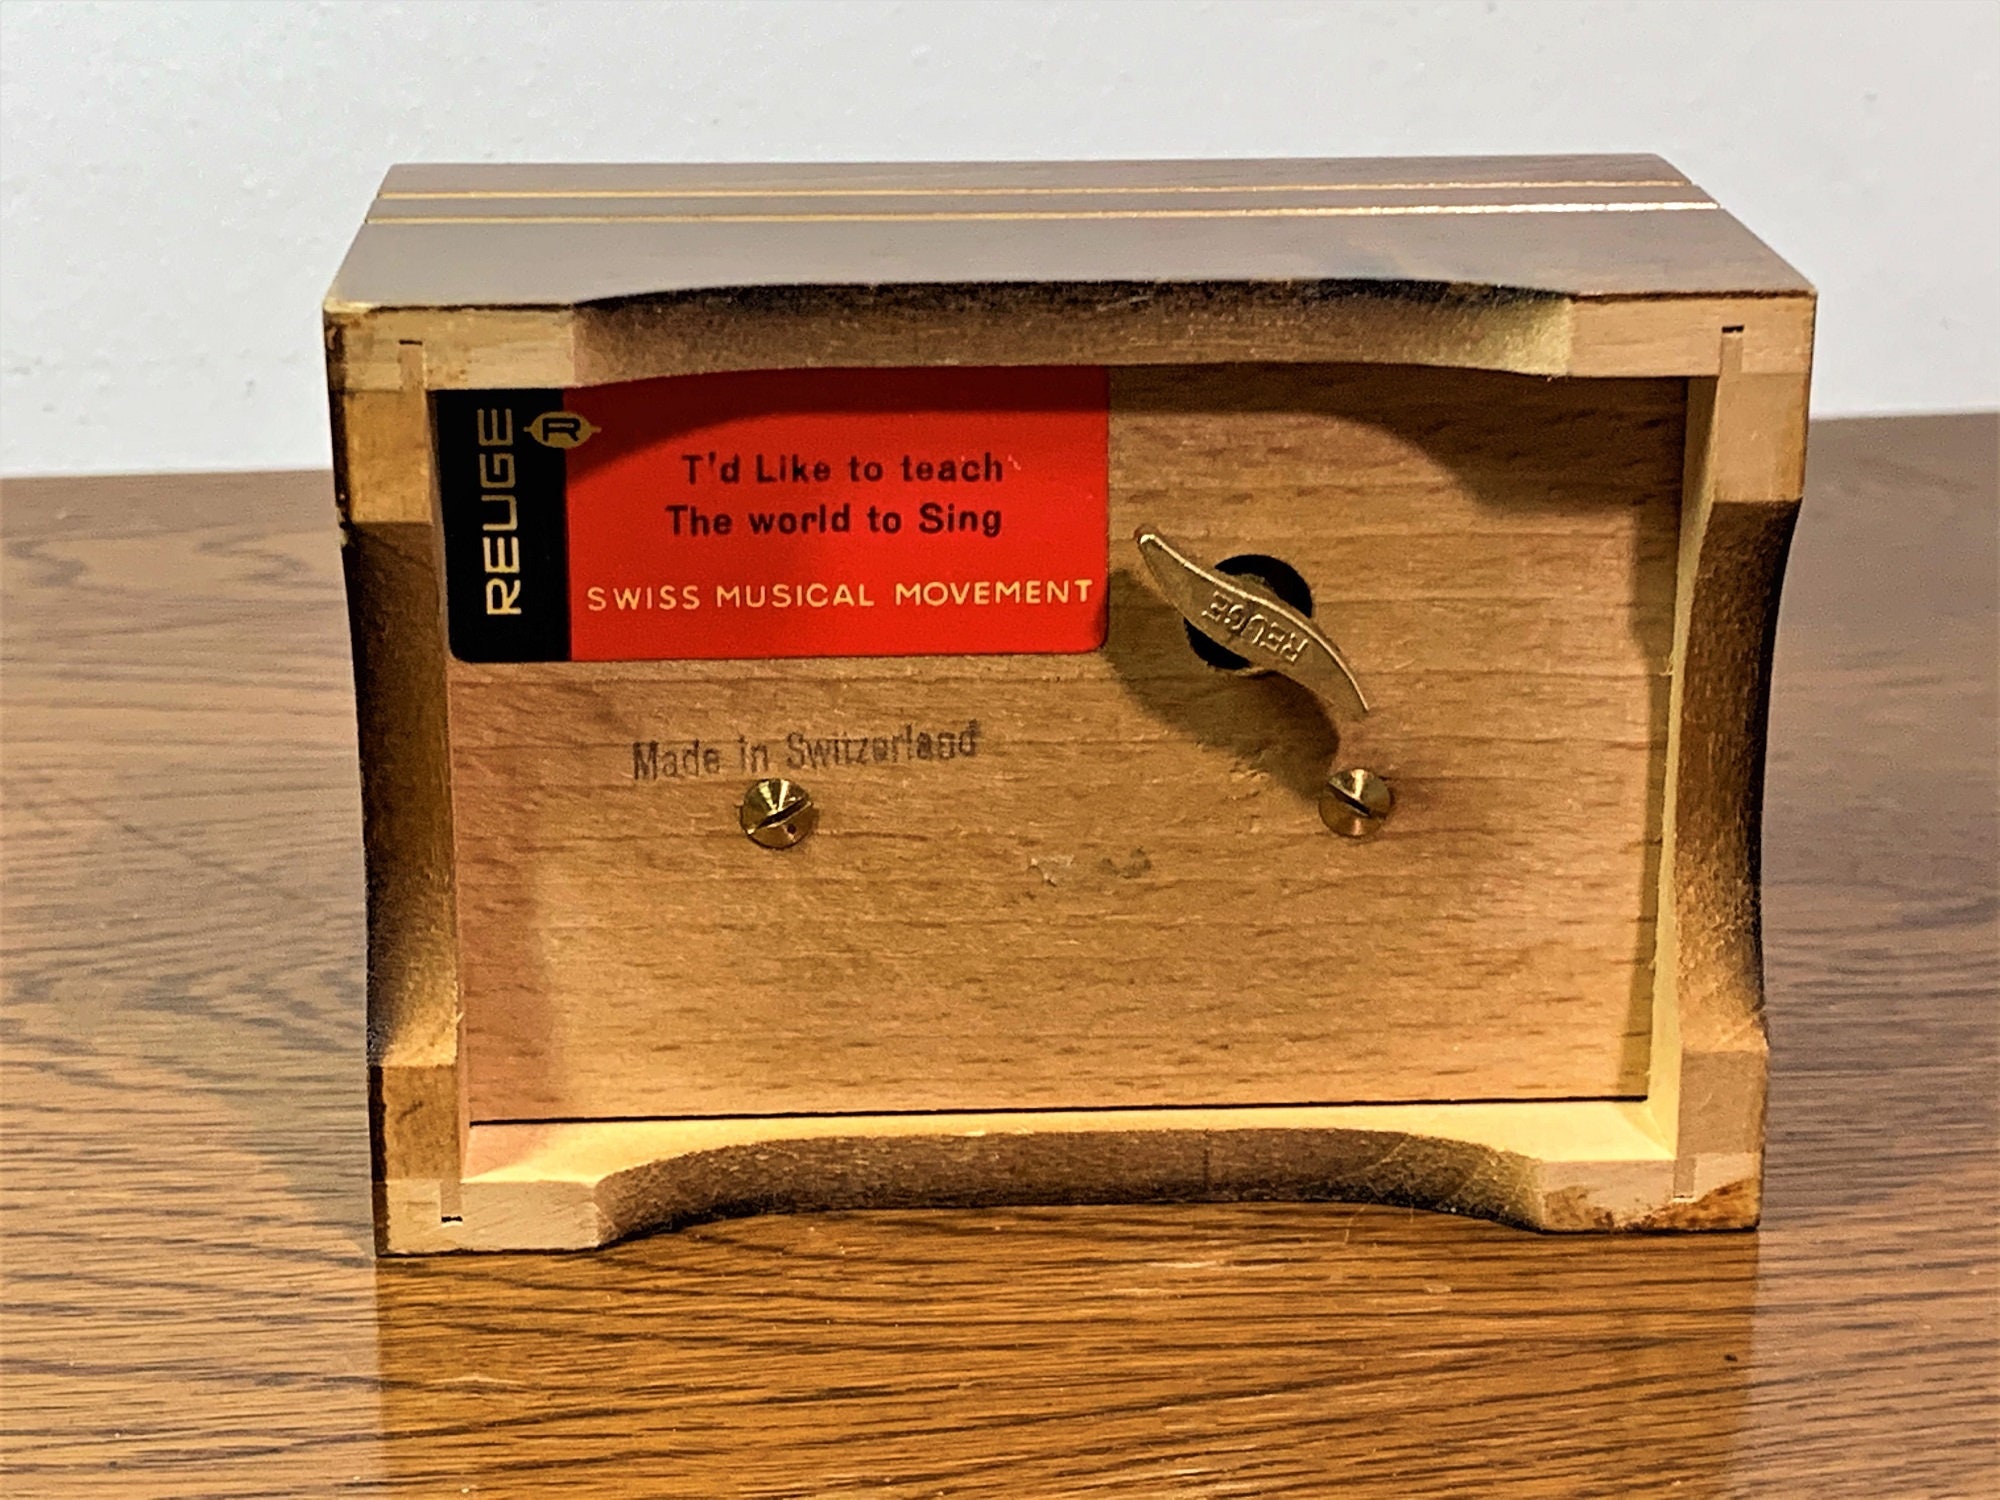 REUGE
R
T'd Like to teach
The world to Sing
SWISS MUSICAL MOVEMENT
REUGE
Made in Switzerland